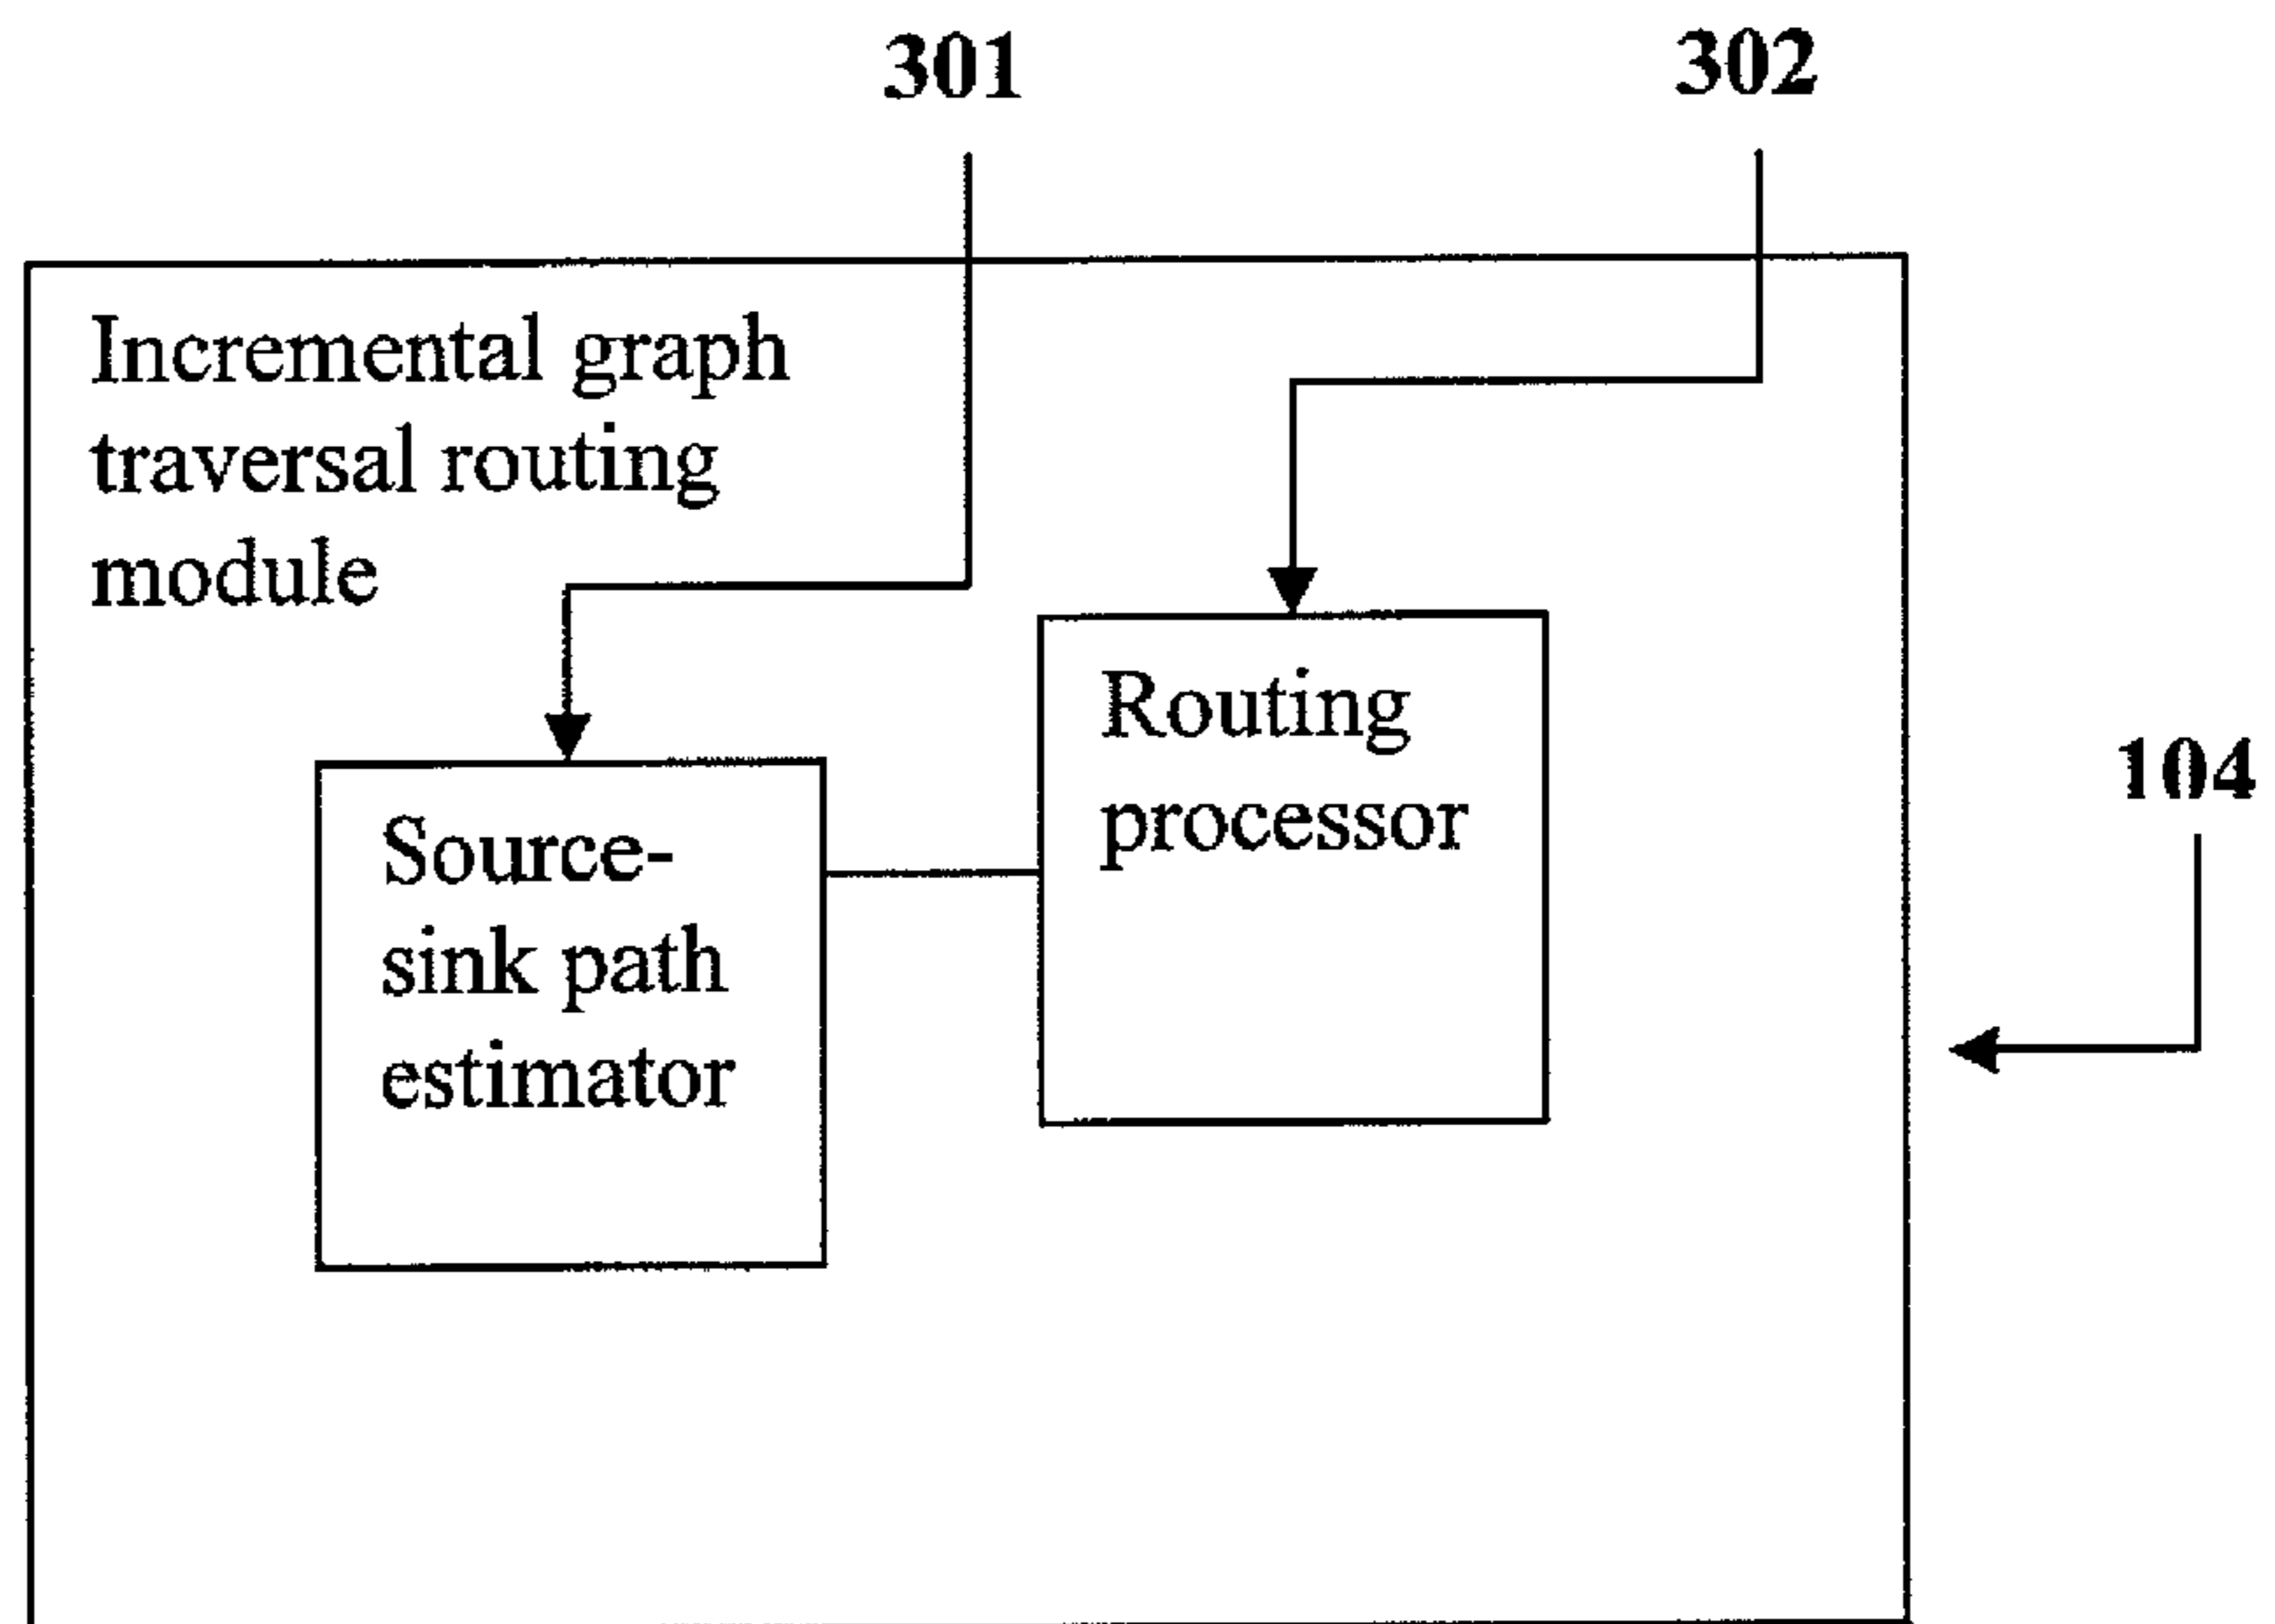 301
302
Incremental graph
traversal routing
module
Routing
processor
104
Source-
sink path
estimator